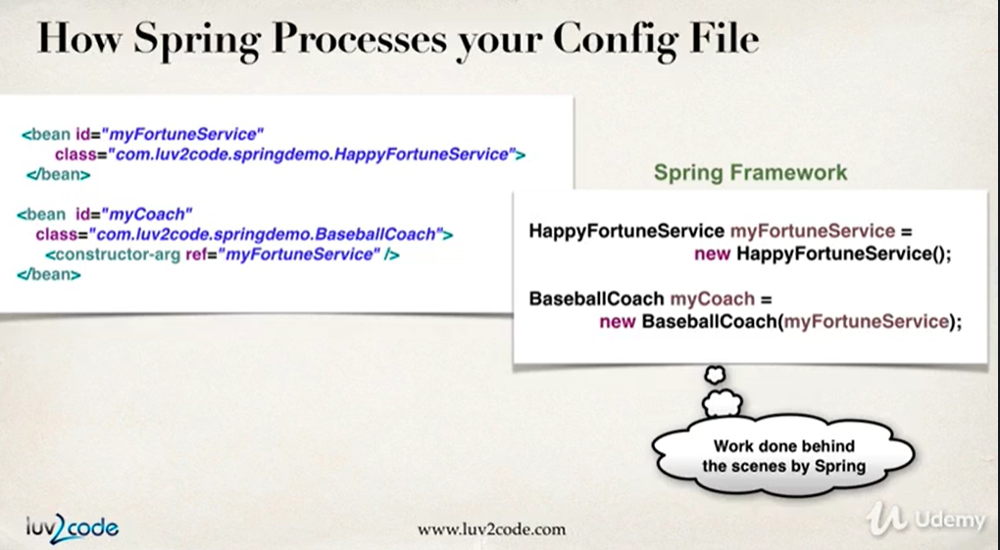 How Spring Processes your Config File
<bean id="myFortuneService"
class="com.luv2code.springdemo.HappyFortuneService">
</bean>
<bean id="myCoach"
class="com.luv2code.springdemo.BaseballCoach">
<constructor-arg ref="myFortuneService" />
</bean>
Spring Framework
HappyFortuneService myFortuneService =
new HappyFortuneService();
BaseballCoach myCoach =
new BaseballCoach(myFortuneService);
Work done behind
the scenes by Spring
luv2code
www.luv2code.com
Udemy